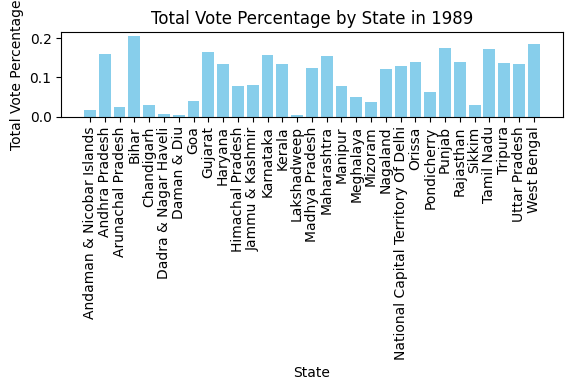 Total Vote Percentage by State in 1989
Total Vote Percentage
0.2
0.1
0.0
Andaman & Nicobar Islands
Andhra Pradesh
Arunachal Pradesh
Bihar
Chandigarh
Dadra & Nagar Haveli
Daman & Diu
Goa
Gujarat
Haryana
Himachal Pradesh
Jammu & Kashmir
Karnataka
Kerala
Lakshadweep
Madhya Pradesh
Maharashtra
Manipur
Meghalaya
Mizoram
Nagaland
National Capital Territory Of Delhi
Orissa
Pondicherry
Punjab
Rajasthan
Sikkim
Tamil Nadu
Tripura
Uttar Pradesh
West Bengal
State